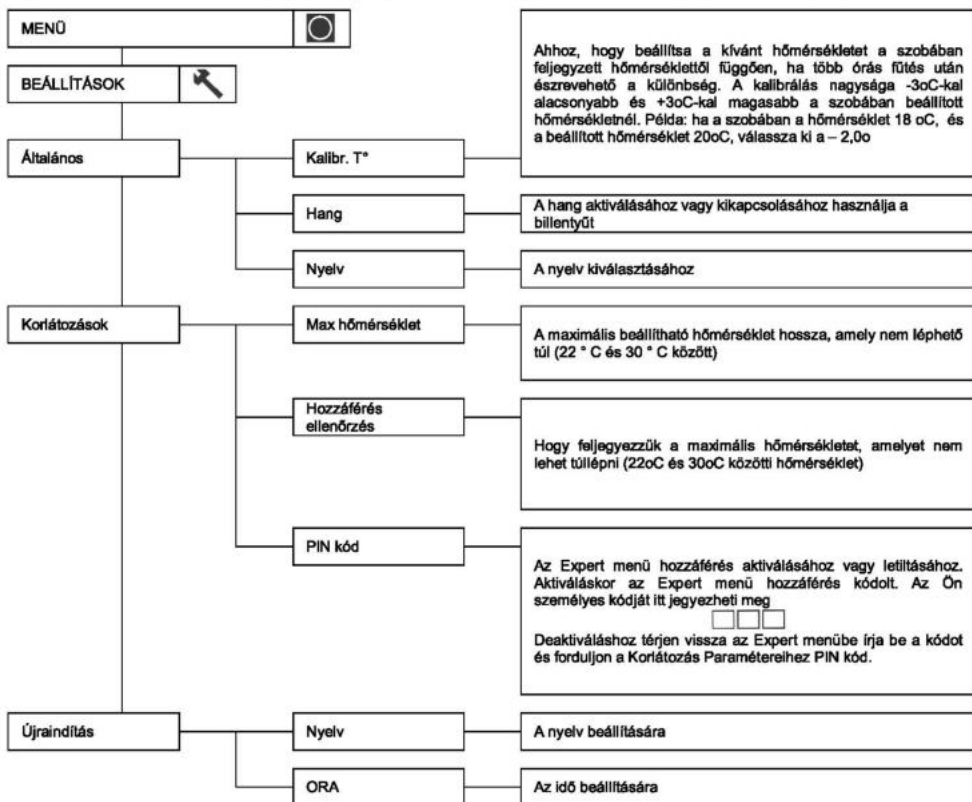 MENÜ
BEÁLLÍTÁSOK
Ahhoz, hogy beállítsa a kívánt hőmérsékletet a szobában
feljegyzett hőmérséklettől függően, ha több órás fűtés után
észrevehető a különbség. A kalibrálás nagysága -3oC-kal
alacsonyabb és +3oC-kal magasabb a szobában beállított
hőmérsékletnél. Példa: ha a szobában a hőmérséklet 18 oC, és
a beállított hőmérséklet 20oC, válassza ki a – 2,0o
Általános
Kalibr. T°
Hang
A hang aktiválásához vagy kikapcsolásához használja a
billentyűt
Nyelv
A nyelv kiválasztásához
Korlátozások
Max hőmérséklet
A maximális beállítható hőmérséklet hossza, amely nem léphető
túl (22 ° C és 30 ° C között)
Hozzáférés
ellenőrzés
Hogy feljegyezzük a maximális hőmérsékletet, amelyet nem
lehet túllépni (22oC és 30oC közötti hőmérséklet)
PIN kód
Az Expert menü hozzáférés aktiválásához vagy letiltásához.
Aktiváláskor az Expert menü hozzáférés kódolt. Az Ön
személyes kódját itt jegyezheti meg
Deaktiváláshoz térjen vissza az Expert menübe írja be a kódot
és forduljon a Korlátozás Paramétereihez PIN kód.
Újraindítás
Nyelv
A nyelv beállítására
ORA
Az idő beállítására